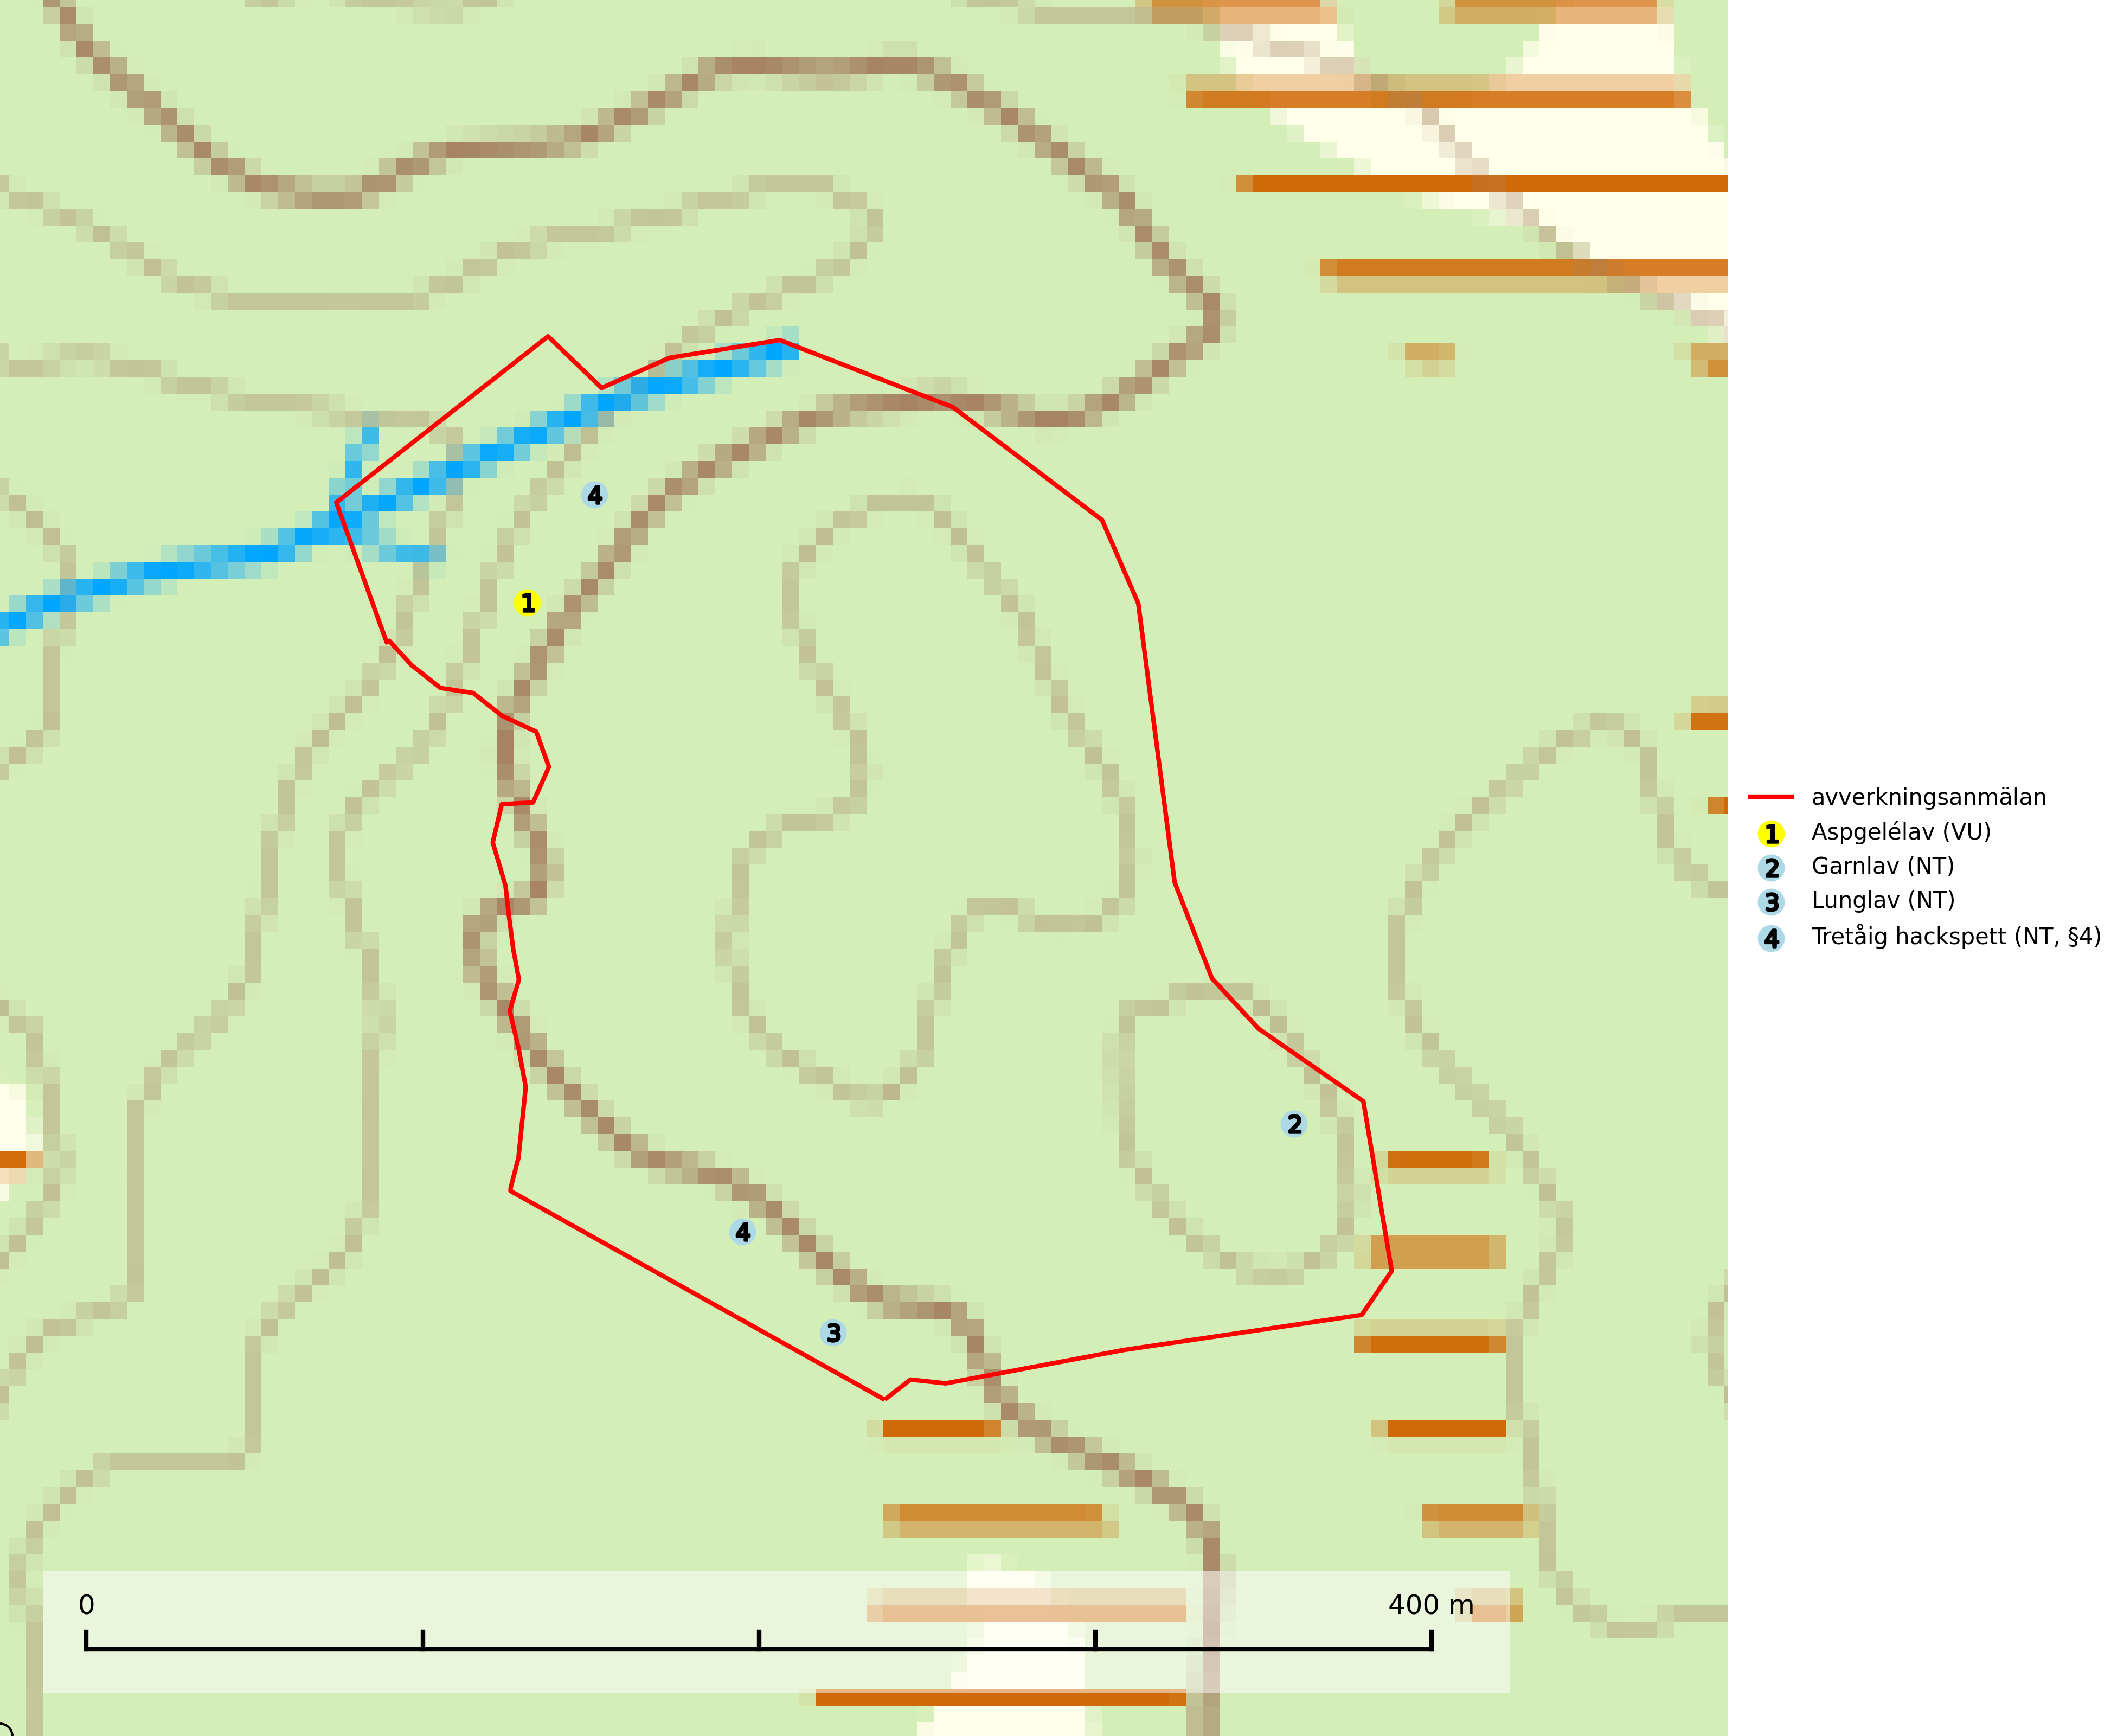 4
1
avverkningsanmälan
1 Aspgelélav (VU)
2 Garnlav (NT)
3 Lunglav (NT)
4 Tretåig hackspett (NT, §4)
2
4
3
0 400 m